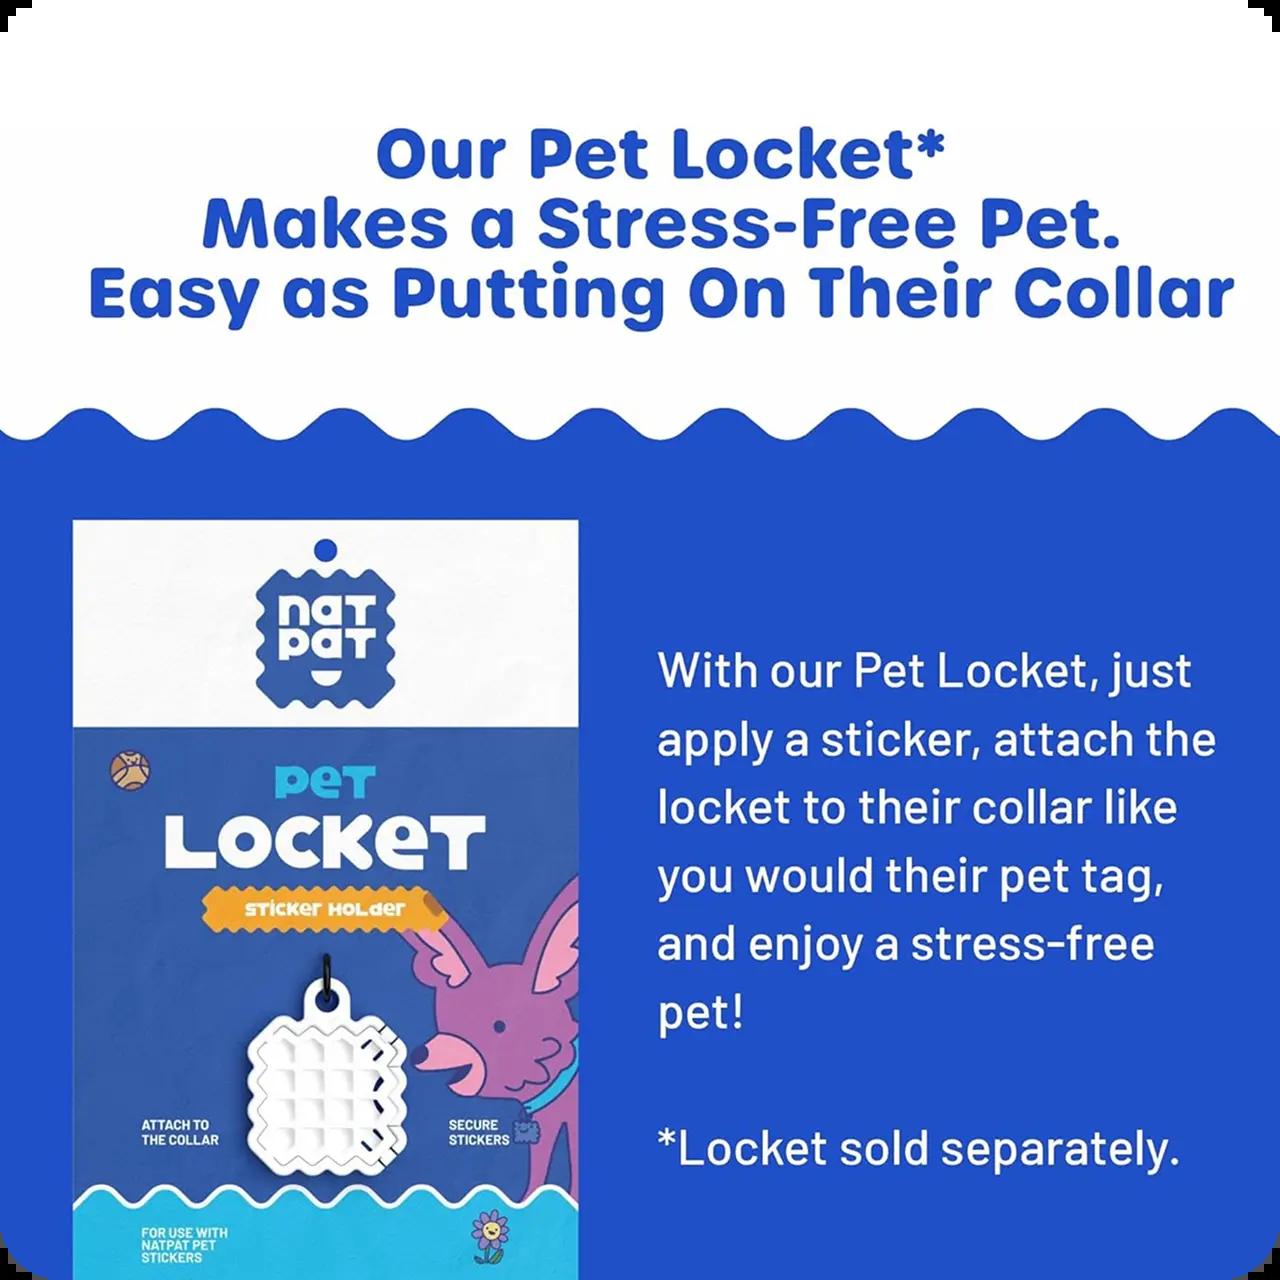 Our Pet Locket*
Makes a Stress-Free Pet.
Easy as Putting On Their Collar
nat
pat
Pet
Locket
Sticker Holder
ATTACH TO
THE COLLAR
SECURE
STICKERS
FOR USE WITH
NATPAT PET
STICKERS
With our Pet Locket, just
apply a sticker, attach the
locket to their collar like
you would their pet tag,
and enjoy a stress-free
pet!
*Locket sold separately.